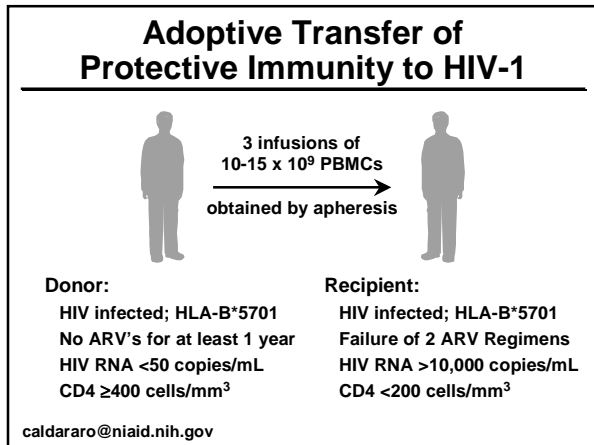 Adoptive Transfer of
Protective Immunity to HIV-1
3 infusions of
10-15 x 10⁹ PBMCs
obtained by apheresis
Donor:
HIV infected; HLA-B*5701
No ARV's for at least 1 year
HIV RNA <50 copies/mL
CD4 ≥400 cells/mm³
Recipient:
HIV infected; HLA-B*5701
Failure of 2 ARV Regimens
HIV RNA >10,000 copies/mL
CD4 <200 cells/mm³
caldararo@niaid.nih.gov